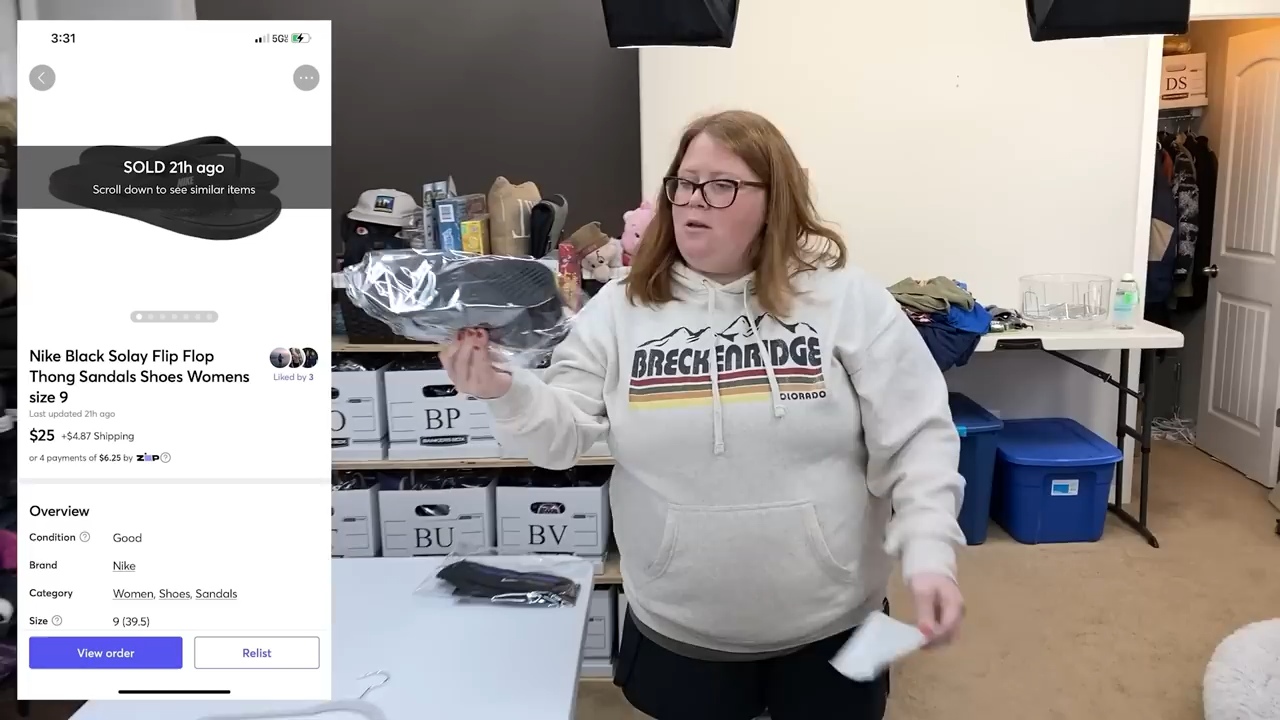 3:31
5G
SOLD 21h ago
Scroll down to see similar items
Nike Black Solay Flip Flop
Thong Sandals Shoes Womens
size 9
Liked by 3
Last updated 21h ago
$25 +$4.87 Shipping
or 4 payments of $6.25 by ZIP
Overview
Condition Good
Brand Nike
Category Women, Shoes, Sandals
Size 9 (39.5)
View order Relist
BP
BANKERS BOX
BU
BV
BRECKENRIDGE
DS